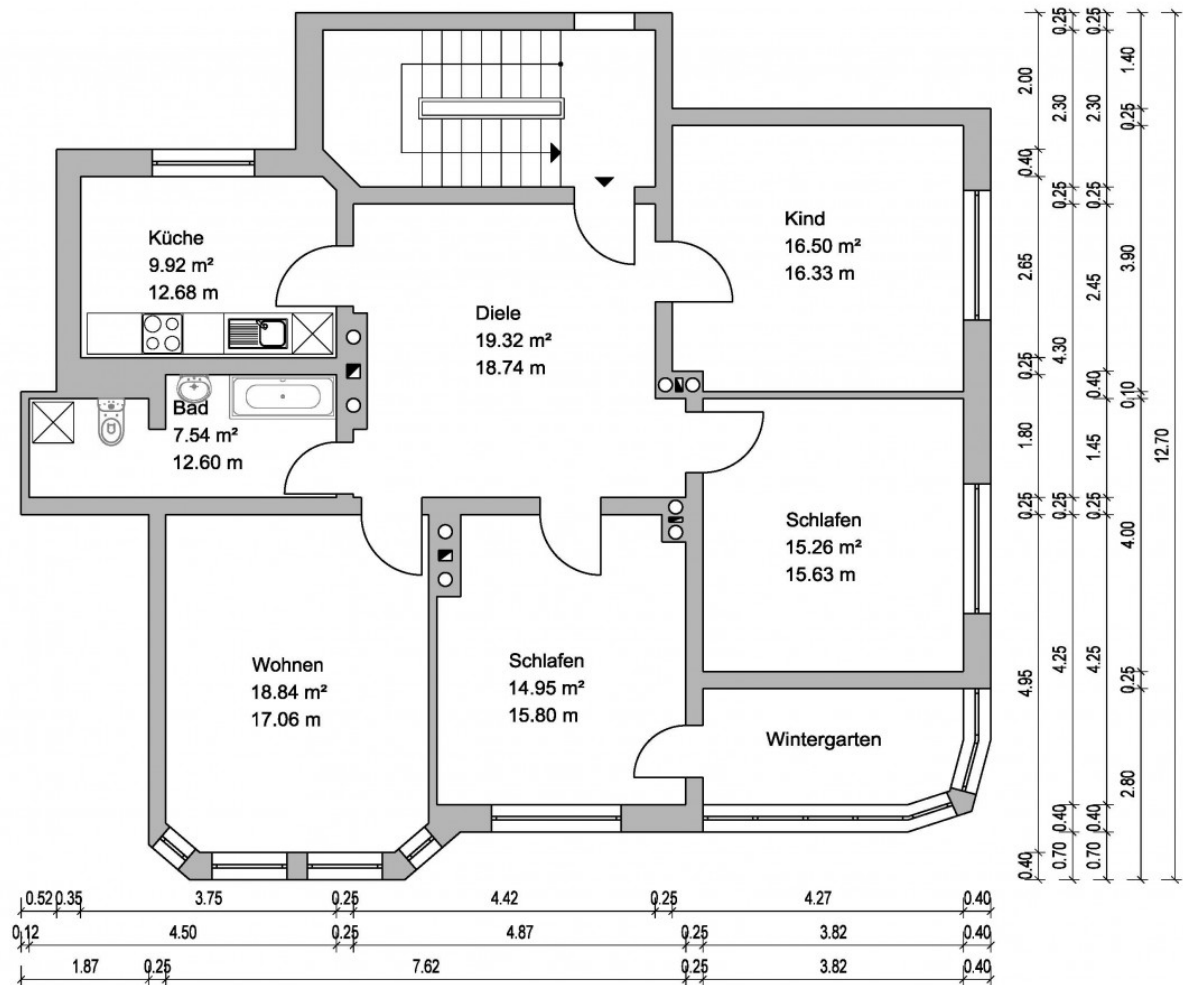 Küche
9.92 m²
12.68 m
Diele
19.32 m²
18.74 m
Kind
16.50 m²
16.33 m
Bad
7.54 m²
12.60 m
Schlafen
15.26 m²
15.63 m
Wohnen
18.84 m²
17.06 m
Schlafen
14.95 m²
15.80 m
Wintergarten
2.00
0.40
2.65
0.25
1.80
0.25
4.95
0.40
0.25
2.30
0.25
4.30
0.25
4.25
0.40
0.70
0.25
2.30
0.25
2.45
0.40
1.45
0.25
4.25
0.40
0.70
1.40
0.25
3.90
0.10
4.00
0.25
2.80
12.70
0.52 0.35 3.75 0.25 4.42 0.25 4.27 0.40
0.12 4.50 0.25 4.87 0.25 3.82 0.40
1.87 0.25 7.62 0.25 3.82 0.40